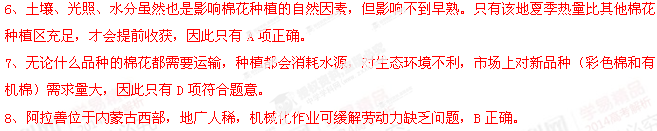 6、土壤、光照、水分虽然也是影响棉花种植的自然因素，但影响不到早熟。只有该地夏季热量比其他棉花
种植区充足，才会提前收获，因此只有 A 项正确。
7、无论什么品种的棉花都需要运输，种植都会消耗水源、对生态环境不利，市场上对新品种（彩色棉和有
机棉）需求量大，因此只有 D 项符合题意。
8、阿拉善位于内蒙古西部，地广人稀，机械化作业可缓解劳动力缺乏问题，B 正确。